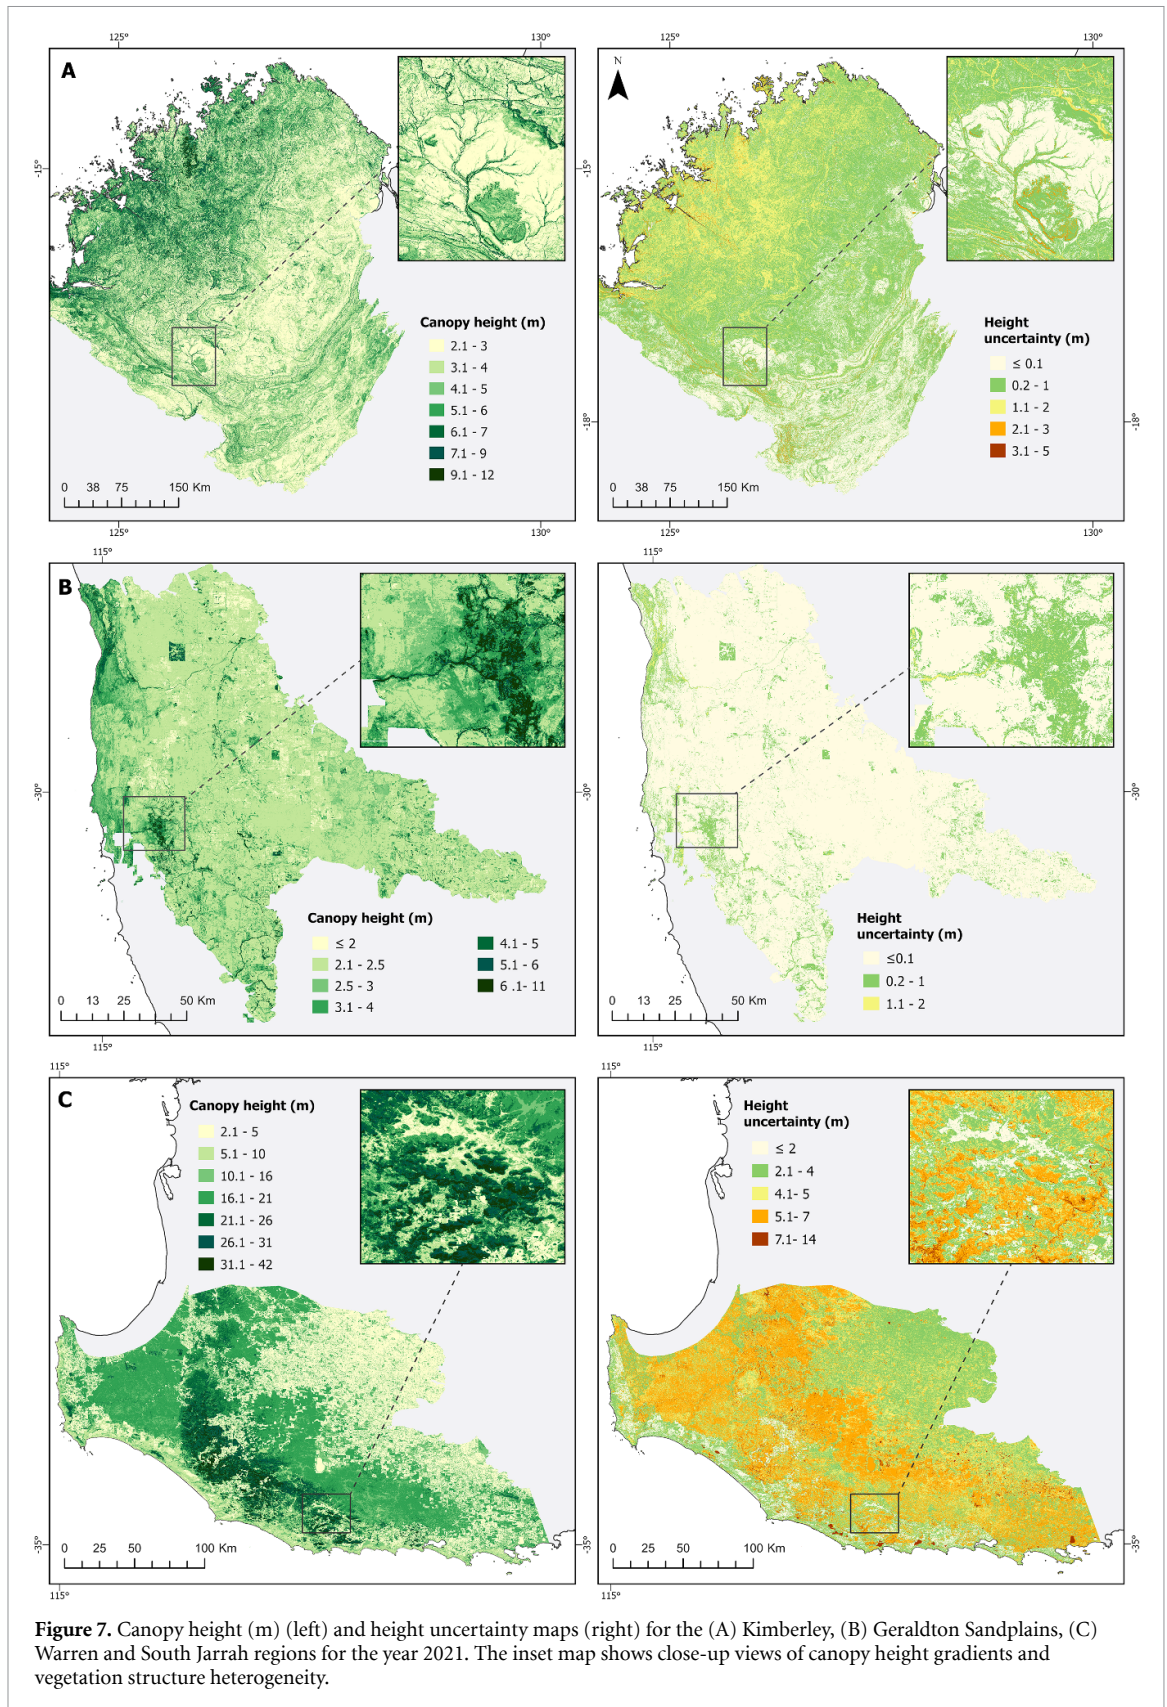 125°
130°
125°
130°
A
N
-15°
-15°
-15°
Canopy height (m)
2.1 - 3
3.1 - 4
4.1 - 5
5.1 - 6
6.1 - 7
7.1 - 9
9.1 - 12
Height
uncertainty (m)
≤ 0.1
0.2 - 1
1.1 - 2
2.1 - 3
3.1 - 5
-18°
-18°
0 38 75 150 Km
0 38 75 150 Km
125°
130°
125°
130°
115°
115°
B
-30°
-30°
-30°
Canopy height (m)
≤ 2
2.1 - 2.5
2.5 - 3
3.1 - 4
4.1 - 5
5.1 - 6
6 .1- 11
Height
uncertainty (m)
≤0.1
0.2 - 1
1.1 - 2
0 13 25 50 Km
0 13 25 50 Km
115°
115°
115°
115°
C
Canopy height (m)
2.1 - 5
5.1 - 10
10.1 - 16
16.1 - 21
21.1 - 26
26.1 - 31
31.1 - 42
Height
uncertainty (m)
≤ 2
2.1 - 4
4.1- 5
5.1- 7
7.1- 14
-35°
-35°
-35°
0 25 50 100 Km
0 25 50 100 Km
115°
115°
Figure 7. Canopy height (m) (left) and height uncertainty maps (right) for the (A) Kimberley, (B) Geraldton Sandplains, (C)
Warren and South Jarrah regions for the year 2021. The inset map shows close-up views of canopy height gradients and
vegetation structure heterogeneity.